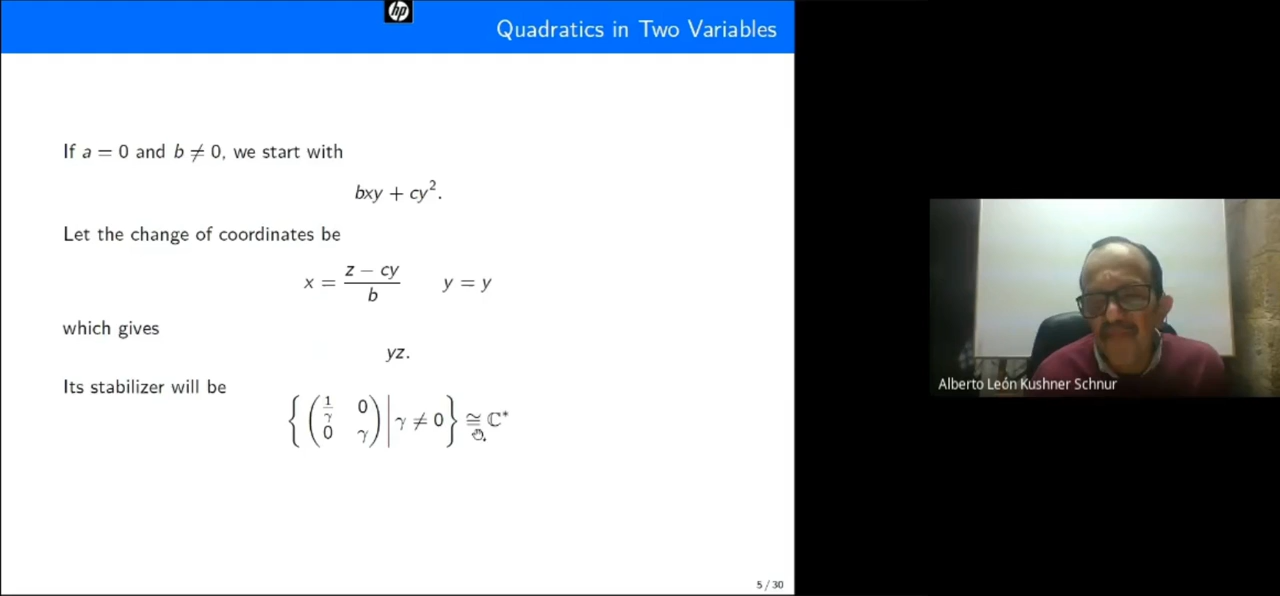 hp
Quadratics in Two Variables
If a = 0 and b ≠ 0, we start with
bxy + cy².
Let the change of coordinates be
x = (z − cy)/b    y = y
which gives
yz.
Its stabilizer will be
{ ( 1/γ 0 ; 0 γ ) | γ ≠ 0 } ≅ ℂ*
5 / 30
Alberto León Kushner Schnur